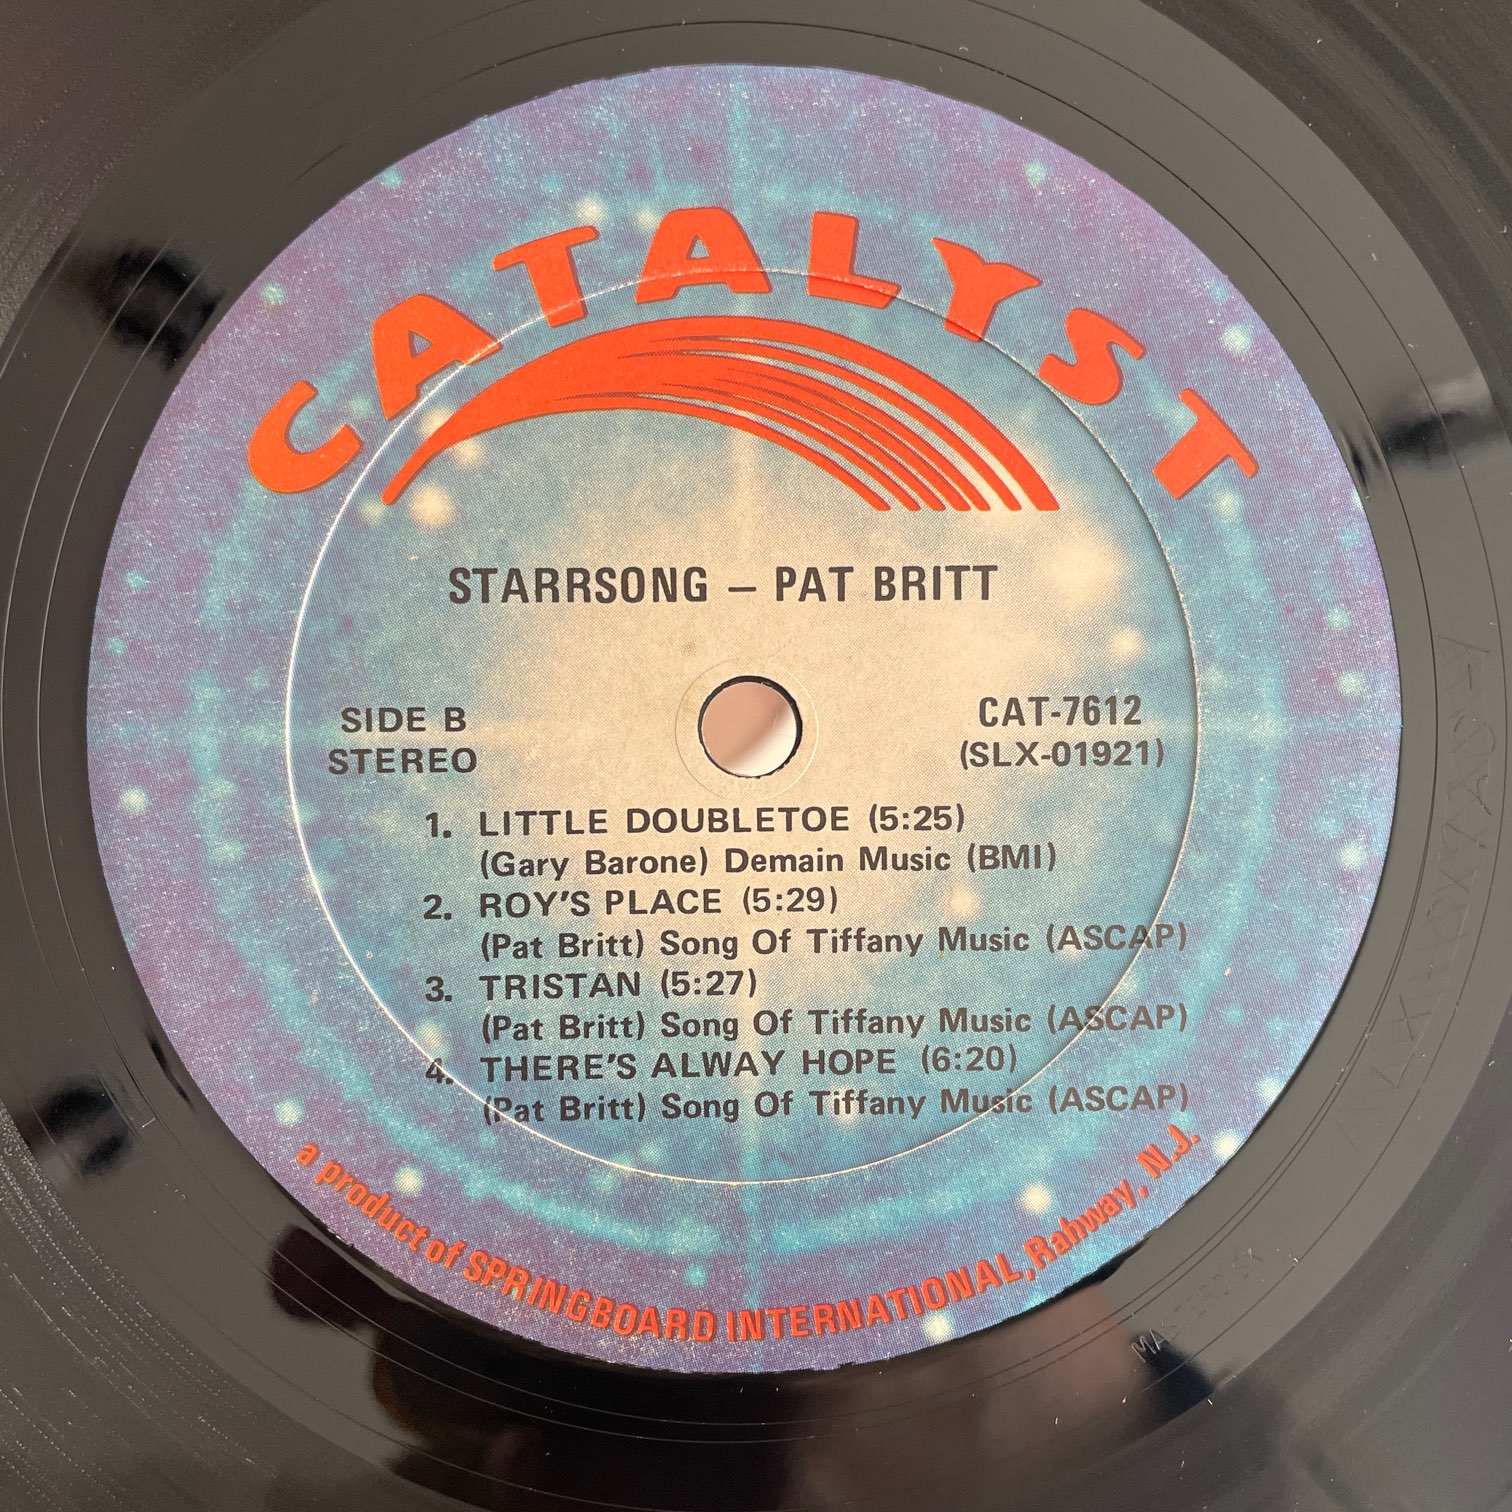 CATALYST
STARRSONG – PAT BRITT
SIDE B
STEREO
CAT-7612
(SLX-01921)
1. LITTLE DOUBLETOE (5:25)
(Gary Barone) Demain Music (BMI)
2. ROY'S PLACE (5:29)
(Pat Britt) Song Of Tiffany Music (ASCAP)
3. TRISTAN (5:27)
(Pat Britt) Song Of Tiffany Music (ASCAP)
4. THERE'S ALWAY HOPE (6:20)
(Pat Britt) Song Of Tiffany Music (ASCAP)
a product of SPRINGBOARD INTERNATIONAL, Rahway, N.J.
MASTERDISK